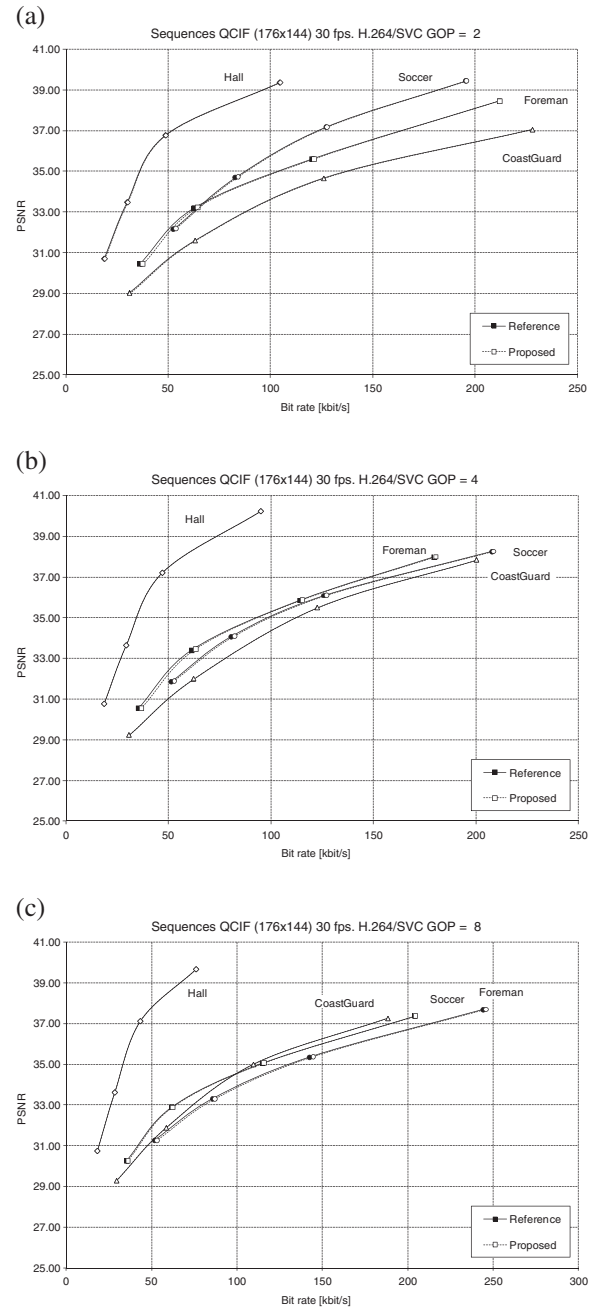 (a)
Sequences QCIF (176x144) 30 fps. H.264/SVC GOP = 2
41.00
39.00
37.00
35.00
33.00
31.00
29.00
27.00
25.00
PSNR
Hall
Soccer
Foreman
CoastGuard
Reference
Proposed
0 50 100 150 200 250
Bit rate [kbit/s]
(b)
Sequences QCIF (176x144) 30 fps. H.264/SVC GOP = 4
41.00
39.00
37.00
35.00
33.00
31.00
29.00
27.00
25.00
PSNR
Hall
Foreman
Soccer
CoastGuard
Reference
Proposed
0 50 100 150 200 250
Bit rate [kbit/s]
(c)
Sequences QCIF (176x144) 30 fps. H.264/SVC GOP = 8
41.00
39.00
37.00
35.00
33.00
31.00
29.00
27.00
25.00
PSNR
Hall
CoastGuard
Soccer
Foreman
Reference
Proposed
0 50 100 150 200 250 300
Bit rate [kbit/s]